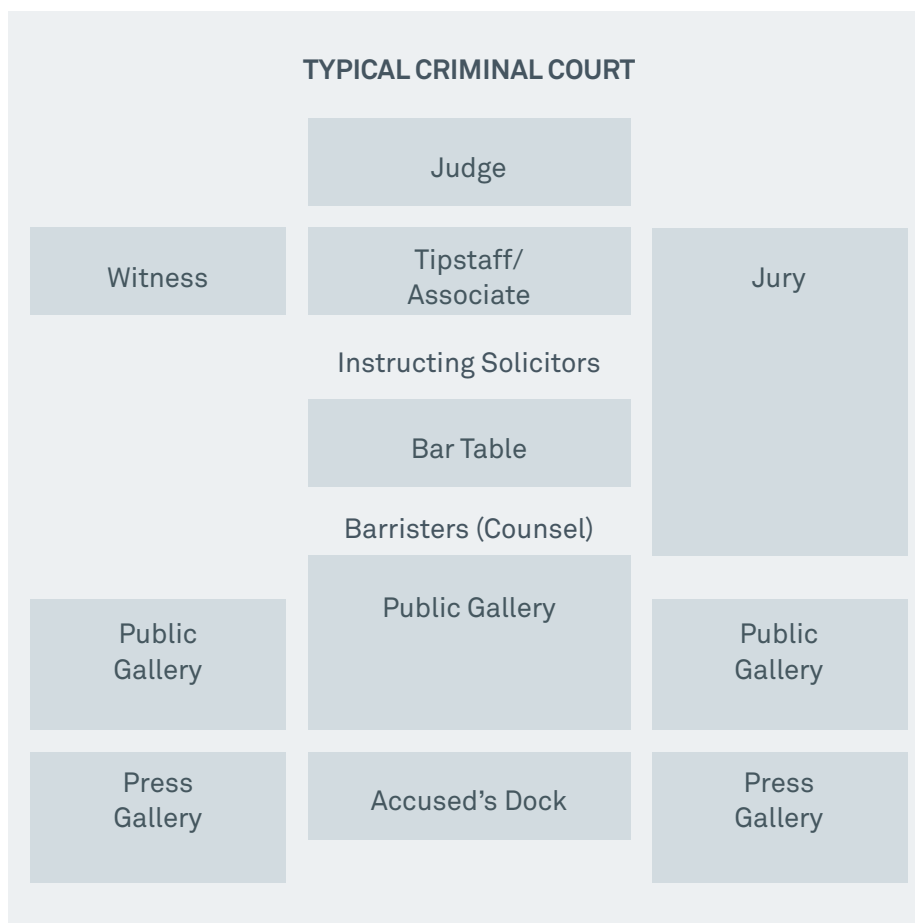 TYPICAL CRIMINAL COURT
Judge
Witness
Tipstaff/
Associate
Jury
Instructing Solicitors
Bar Table
Barristers (Counsel)
Public Gallery
Public
Gallery
Public
Gallery
Press
Gallery
Accused’s Dock
Press
Gallery